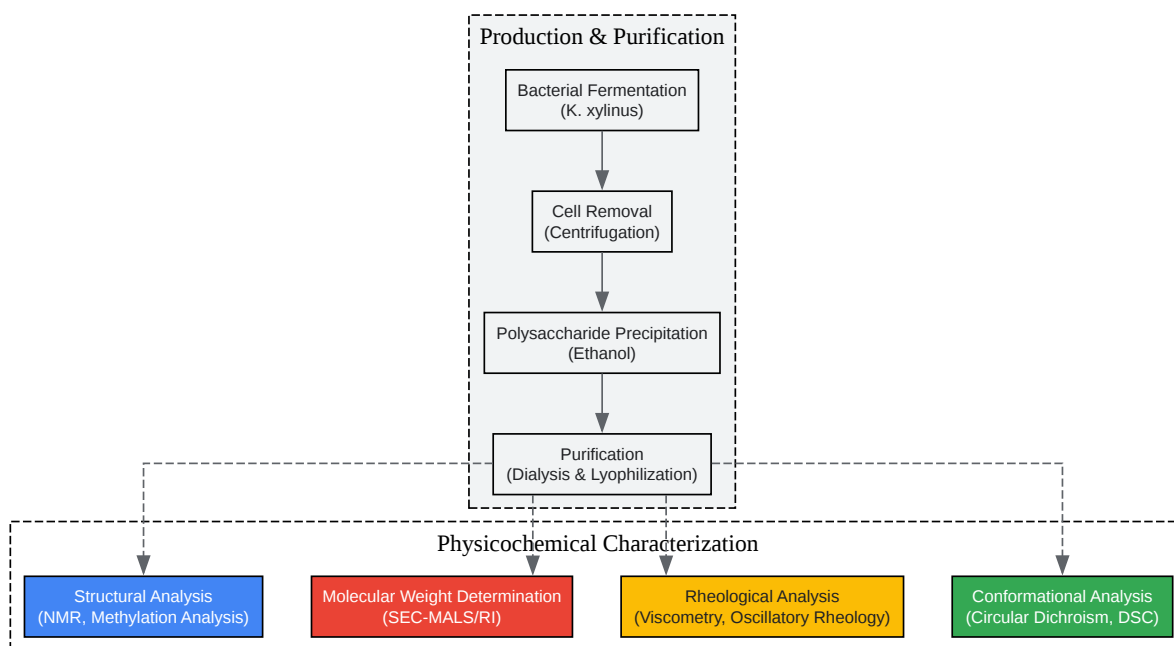 Production & Purification
Bacterial Fermentation
(K. xylinus)
Cell Removal
(Centrifugation)
Polysaccharide Precipitation
(Ethanol)
Purification
(Dialysis & Lyophilization)
Physicochemical Characterization
Structural Analysis
(NMR, Methylation Analysis)
Molecular Weight Determination
(SEC-MALS/RI)
Rheological Analysis
(Viscometry, Oscillatory Rheology)
Conformational Analysis
(Circular Dichroism, DSC)